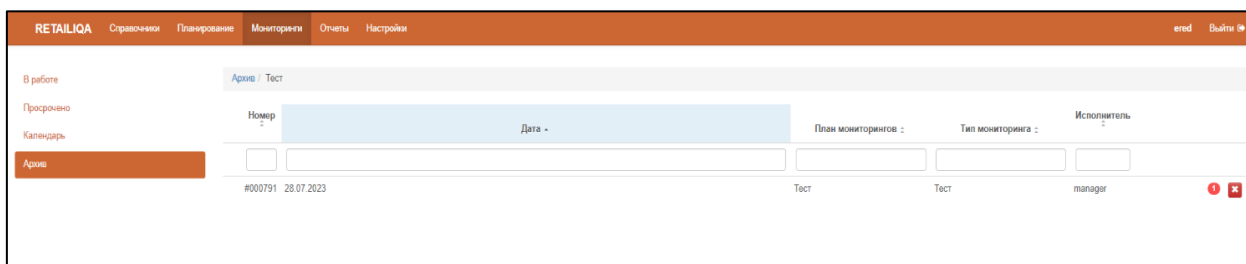 RETAILIQA Справочники Планирование Мониторинги Отчеты Настройки ered Выйти
В работе
Просрочено
Календарь
Архив
Архив / Тест
Номер Дата План мониторингов Тип мониторинга Исполнитель
#000791 28.07.2023 Тест Тест manager 1